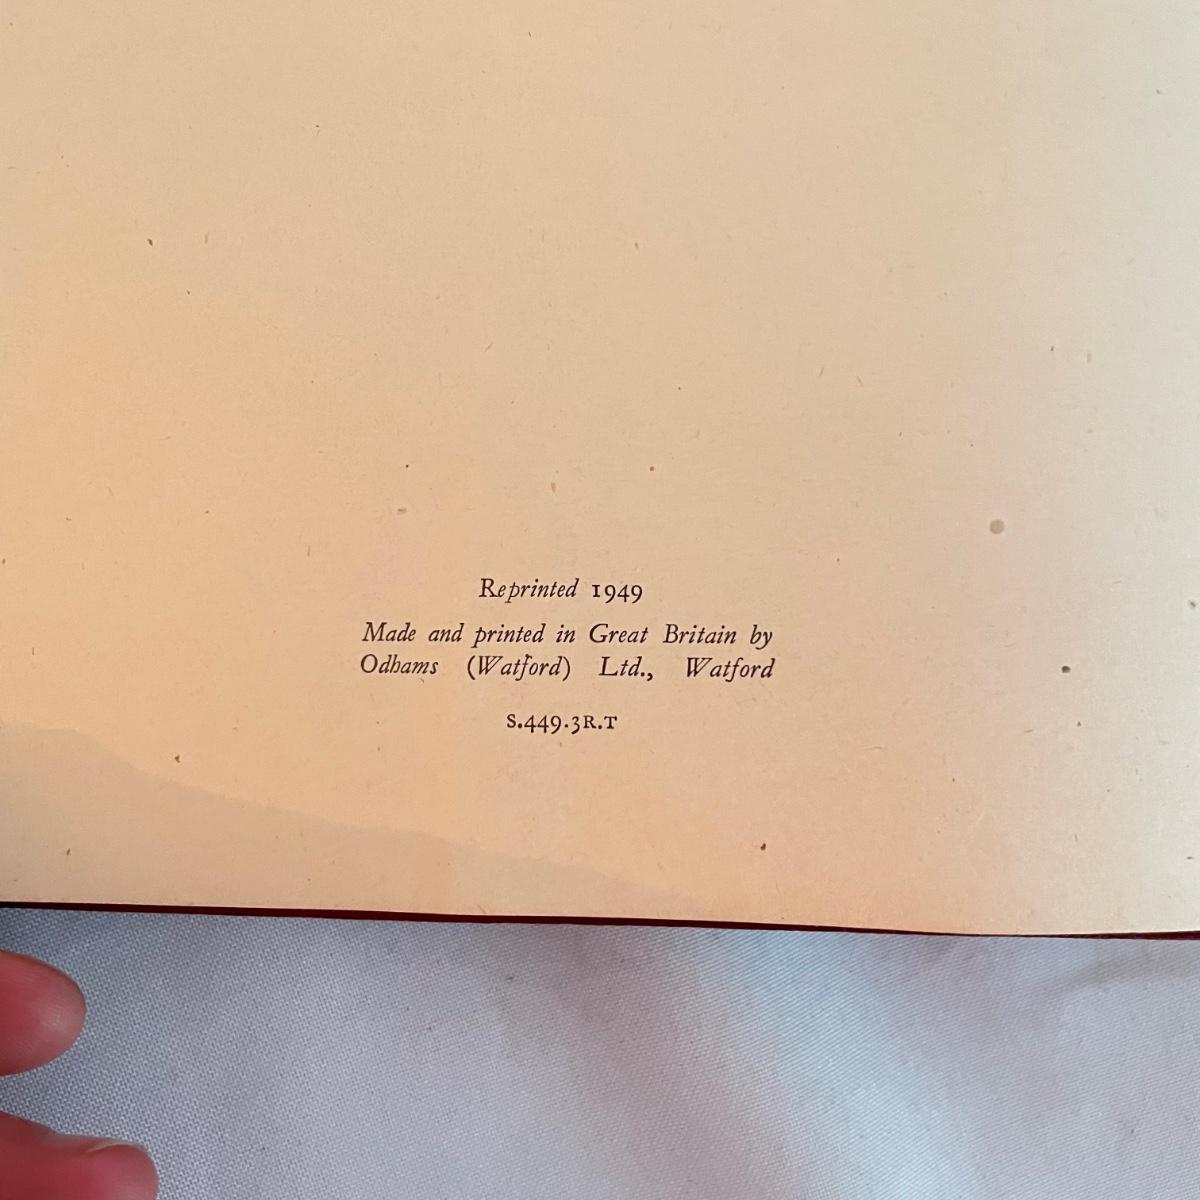 Reprinted 1949
Made and printed in Great Britain by
Odhams (Watford) Ltd., Watford
S.449.3R.T